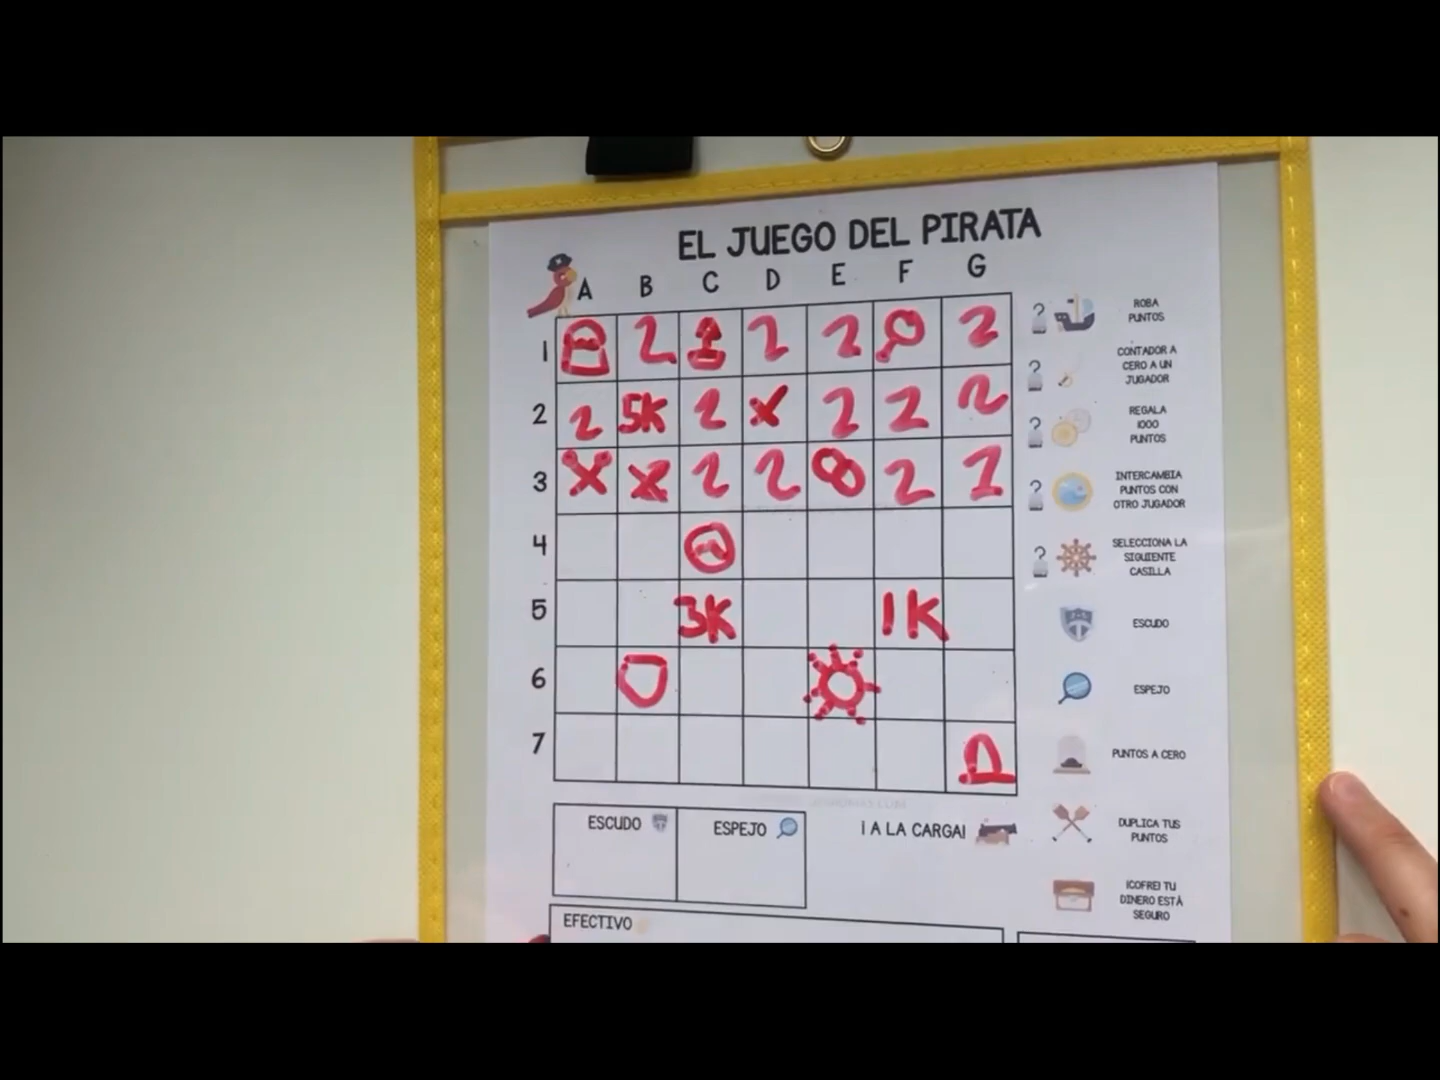 EL JUEGO DEL PIRATA
A B C D E F G
1 2 2 2 2
2 2 5K 2 X 2 2 2
3 X X 2 2 2 1
4
5 3K 1K
6
7
? ROBA
PUNTOS
? CONTADOR A
CERO A UN
JUGADOR
? REGALA
1000
PUNTOS
? INTERCAMBIA
PUNTOS CON
OTRO JUGADOR
? SELECCIONA LA
SIGUIENTE
CASILLA
ESCUDO
ESPEJO
PUNTOS A CERO
DUPLICA TUS
PUNTOS
¡COFRE! TU
DINERO ESTÁ
SEGURO
ESCUDO
ESPEJO
¡A LA CARGA!
EFECTIVO